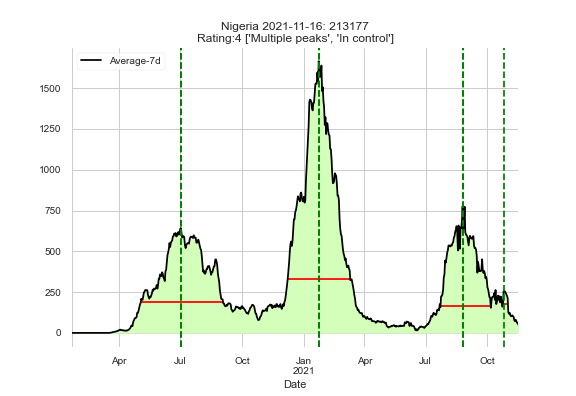 Nigeria 2021-11-16: 213177
Rating:4 ['Multiple peaks', 'In control']
Average-7d
1500
1250
1000
750
500
250
0
Apr Jul Oct Jan Apr Jul Oct
2021
Date